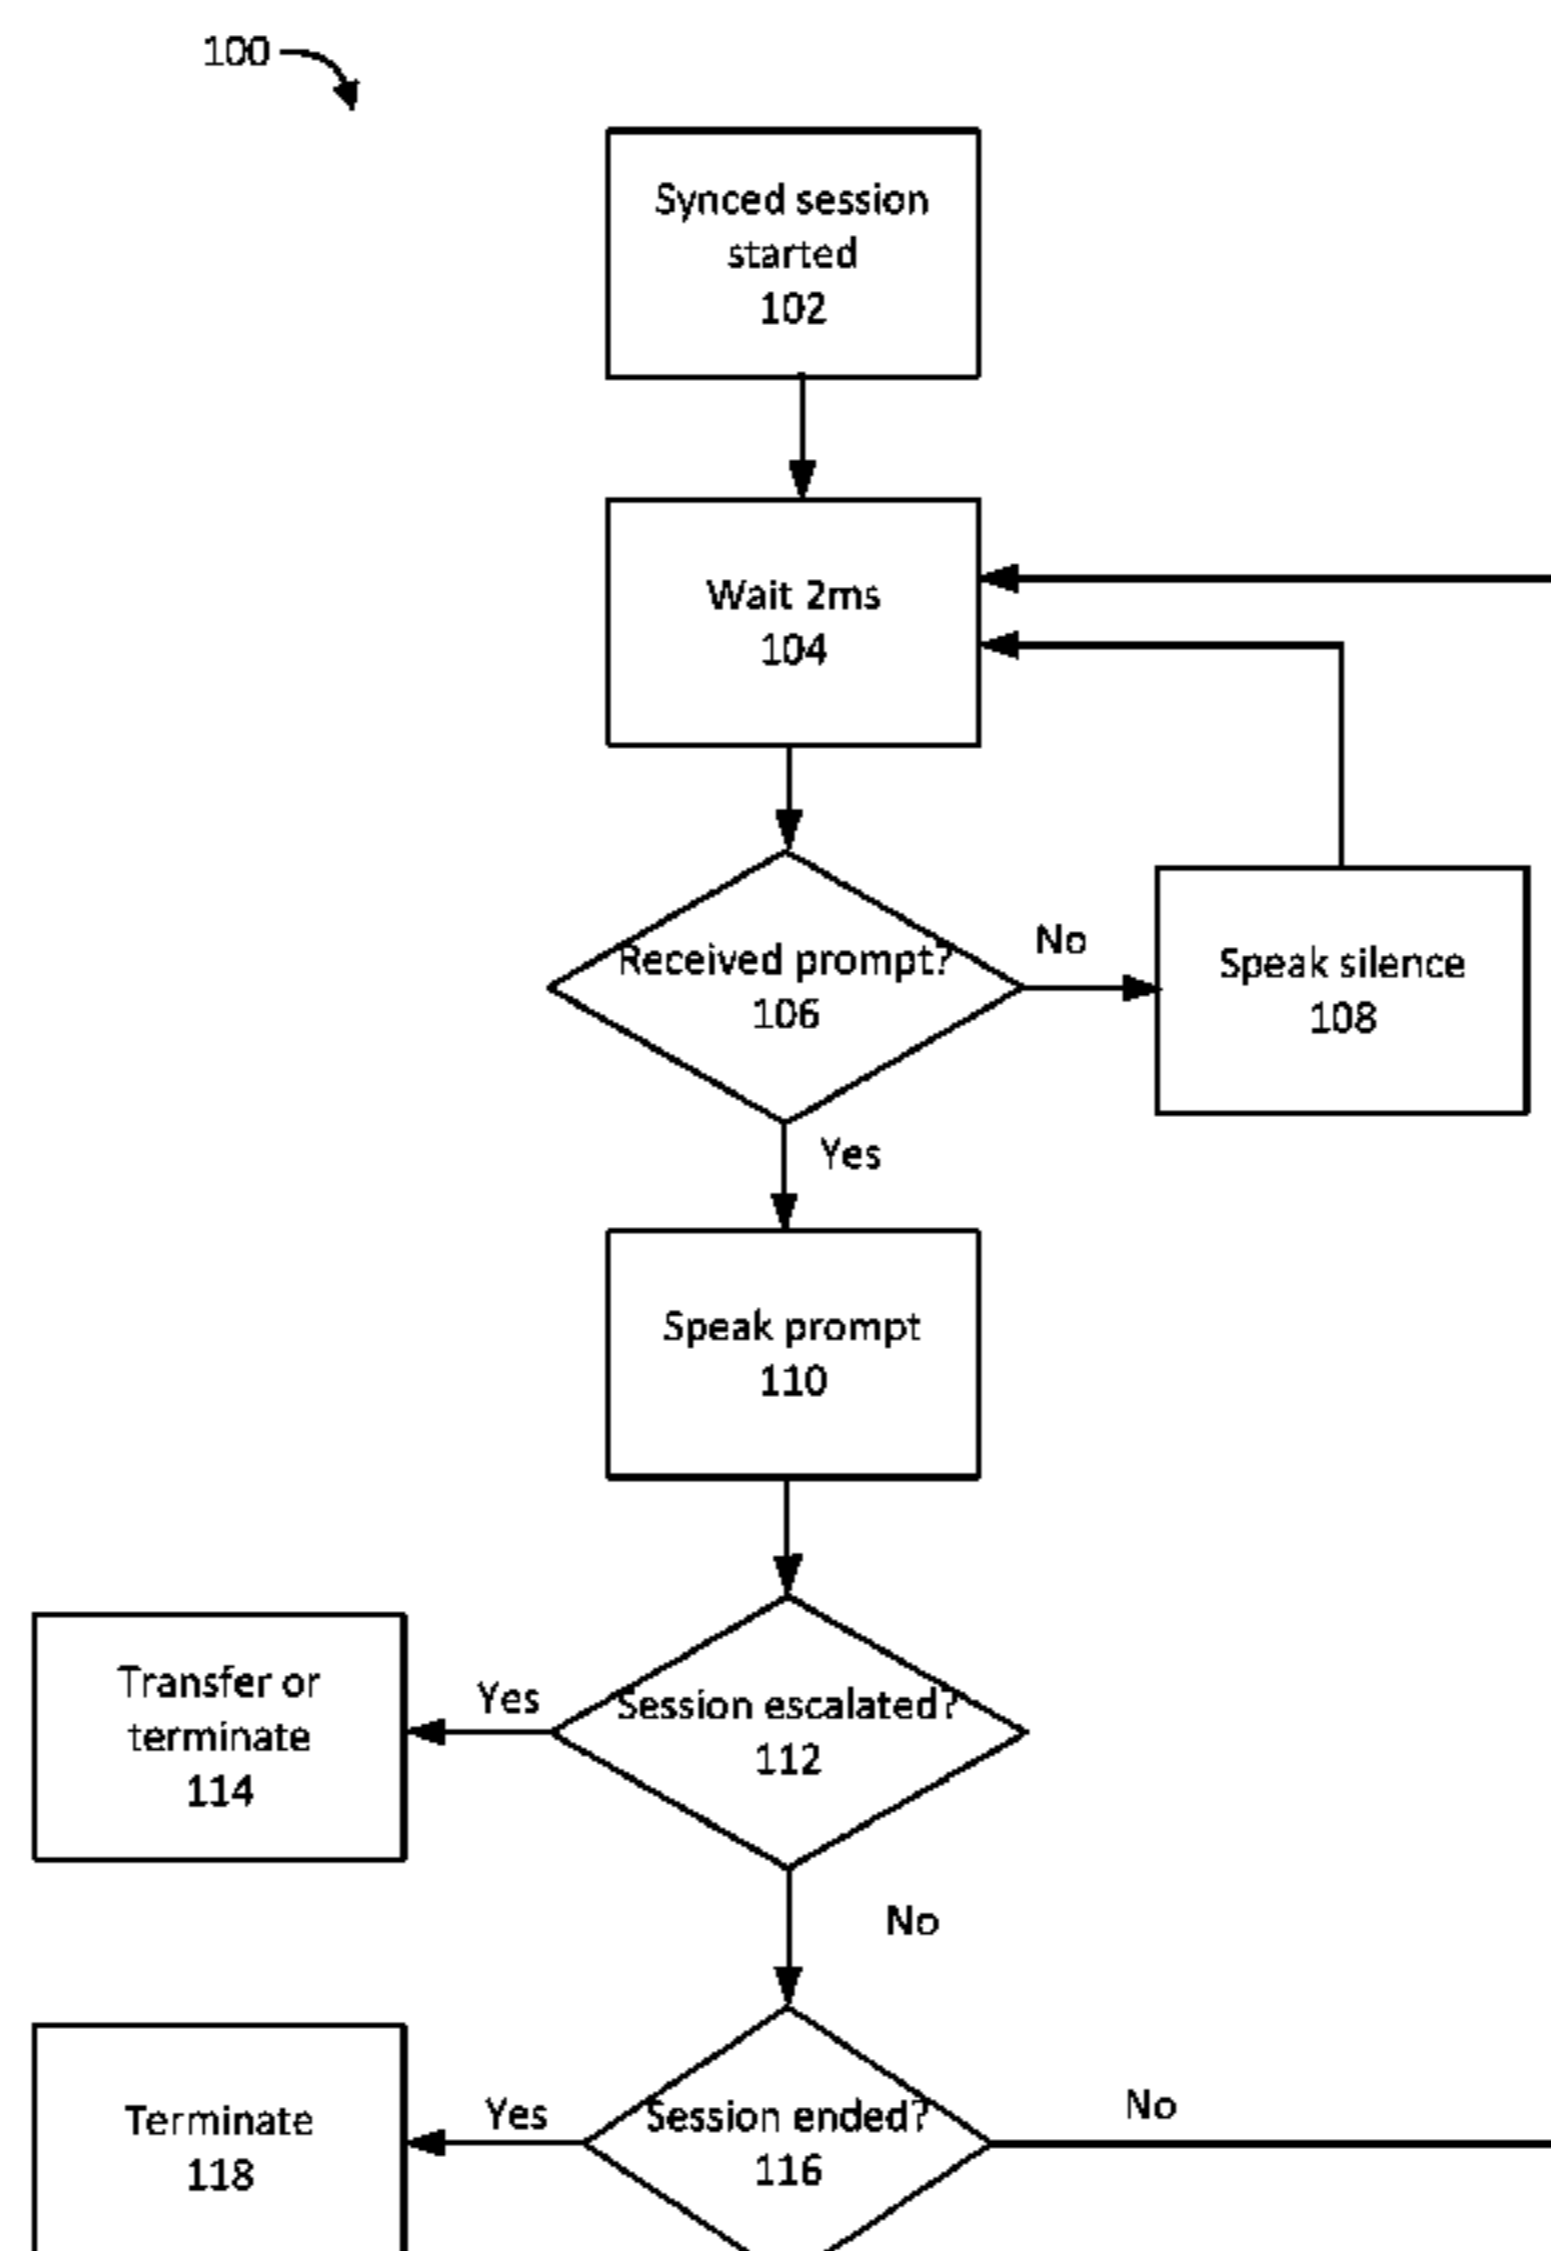 100
Synced session
started
102
Wait 2ms
104
Received prompt?
106
No
Speak silence
108
Yes
Speak prompt
110
Transfer or
terminate
114
Yes
Session escalated?
112
No
Terminate
118
Yes
Session ended?
116
No